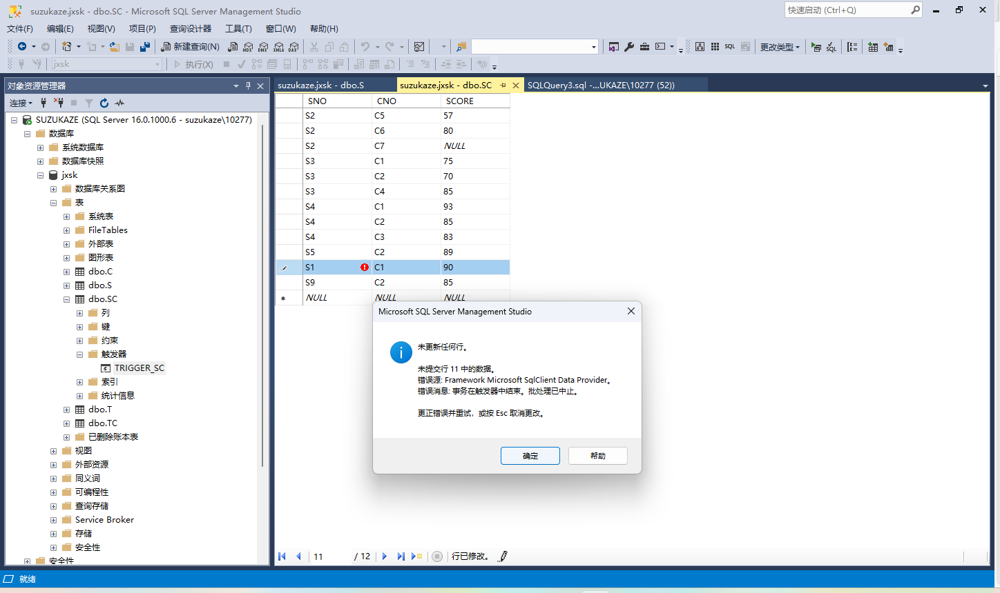 suzukaze.jxsk - dbo.SC - Microsoft SQL Server Management Studio
快速启动 (Ctrl+Q)
文件(F) 编辑(E) 视图(V) 项目(P) 查询设计器 工具(T) 窗口(W) 帮助(H)
新建查询(N) MDX DMX XMLA DAX SQL 更改类型 SQL
jxsk 执行(X)
对象资源管理器
连接
SUZUKAZE (SQL Server 16.0.1000.6 - suzukaze\10277)
数据库
系统数据库
数据库快照
jxsk
数据库关系图
表
系统表
FileTables
外部表
图形表
dbo.C
dbo.S
dbo.SC
列
键
约束
触发器
TRIGGER_SC
索引
统计信息
dbo.T
dbo.TC
已删除账本表
视图
外部资源
同义词
可编程性
查询存储
Service Broker
存储
安全性
安全性
suzukaze.jxsk - dbo.S suzukaze.jxsk - dbo.SC SQLQuery3.sql -...UKAZE\10277 (52))
SNO CNO SCORE
S2 C5 57
S2 C6 80
S2 C7 NULL
S3 C1 75
S3 C2 70
S3 C4 85
S4 C1 93
S4 C2 85
S4 C3 83
S5 C2 89
S1 C1 90
S9 C2 85
NULL NULL NULL
Microsoft SQL Server Management Studio
未更新任何行。
未提交行 11 中的数据。
错误源: Framework Microsoft SqlClient Data Provider。
错误消息: 事务在触发器中结束。批处理已中止。
更正错误并重试，或按 Esc 取消更改。
确定 帮助
11 / 12 行已修改。
就绪